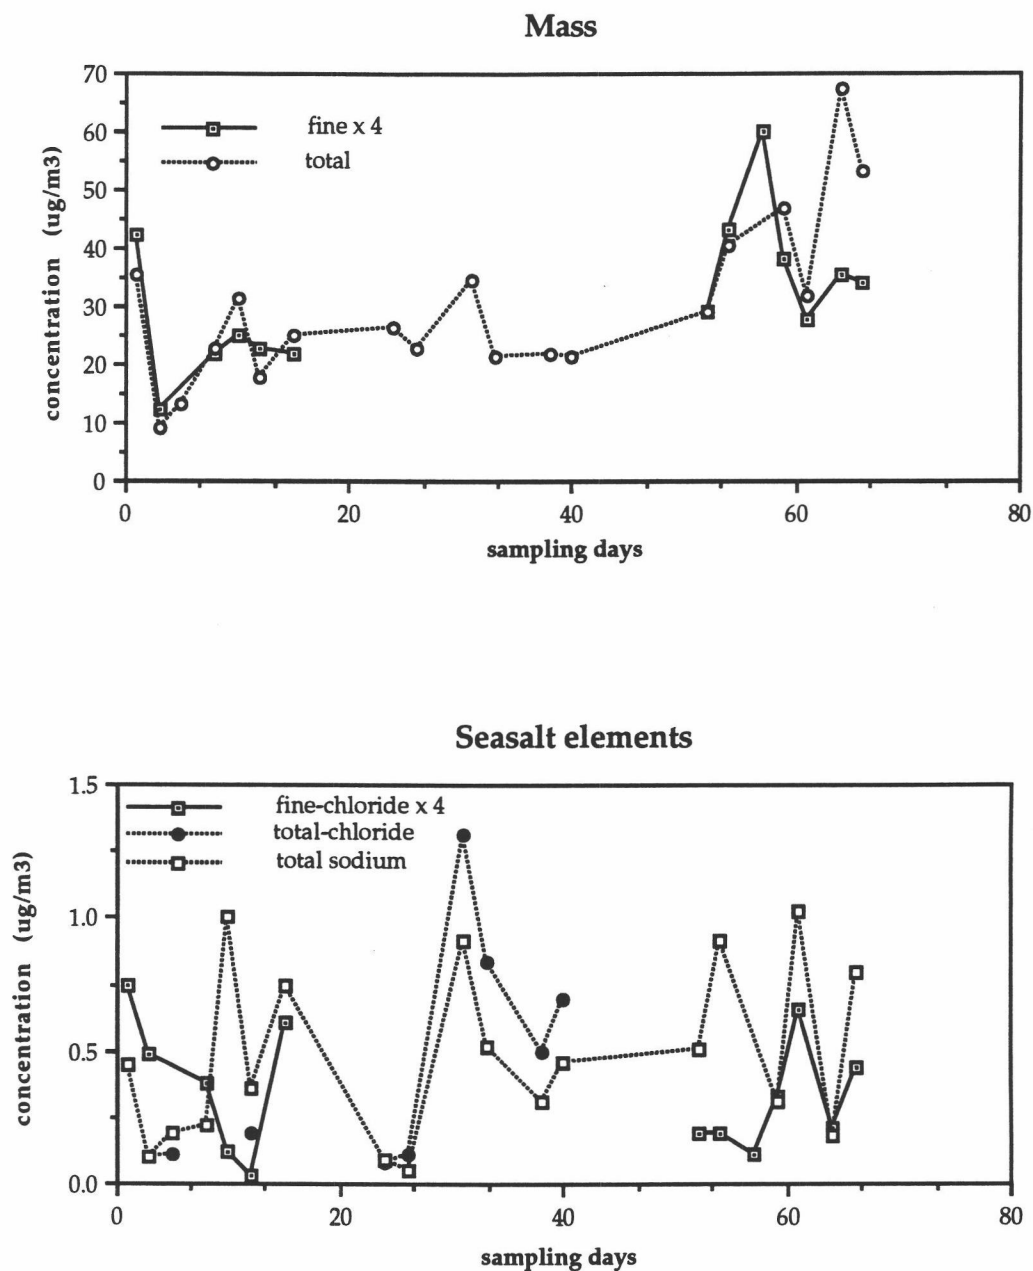 Mass
70
60
50
40
30
20
10
0
concentration (ug/m3)
fine x 4
total
0 20 40 60 80
sampling days
Seasalt elements
1.5
1.0
0.5
0.0
concentration (ug/m3)
fine-chloride x 4
total-chloride
total sodium
0 20 40 60 80
sampling days